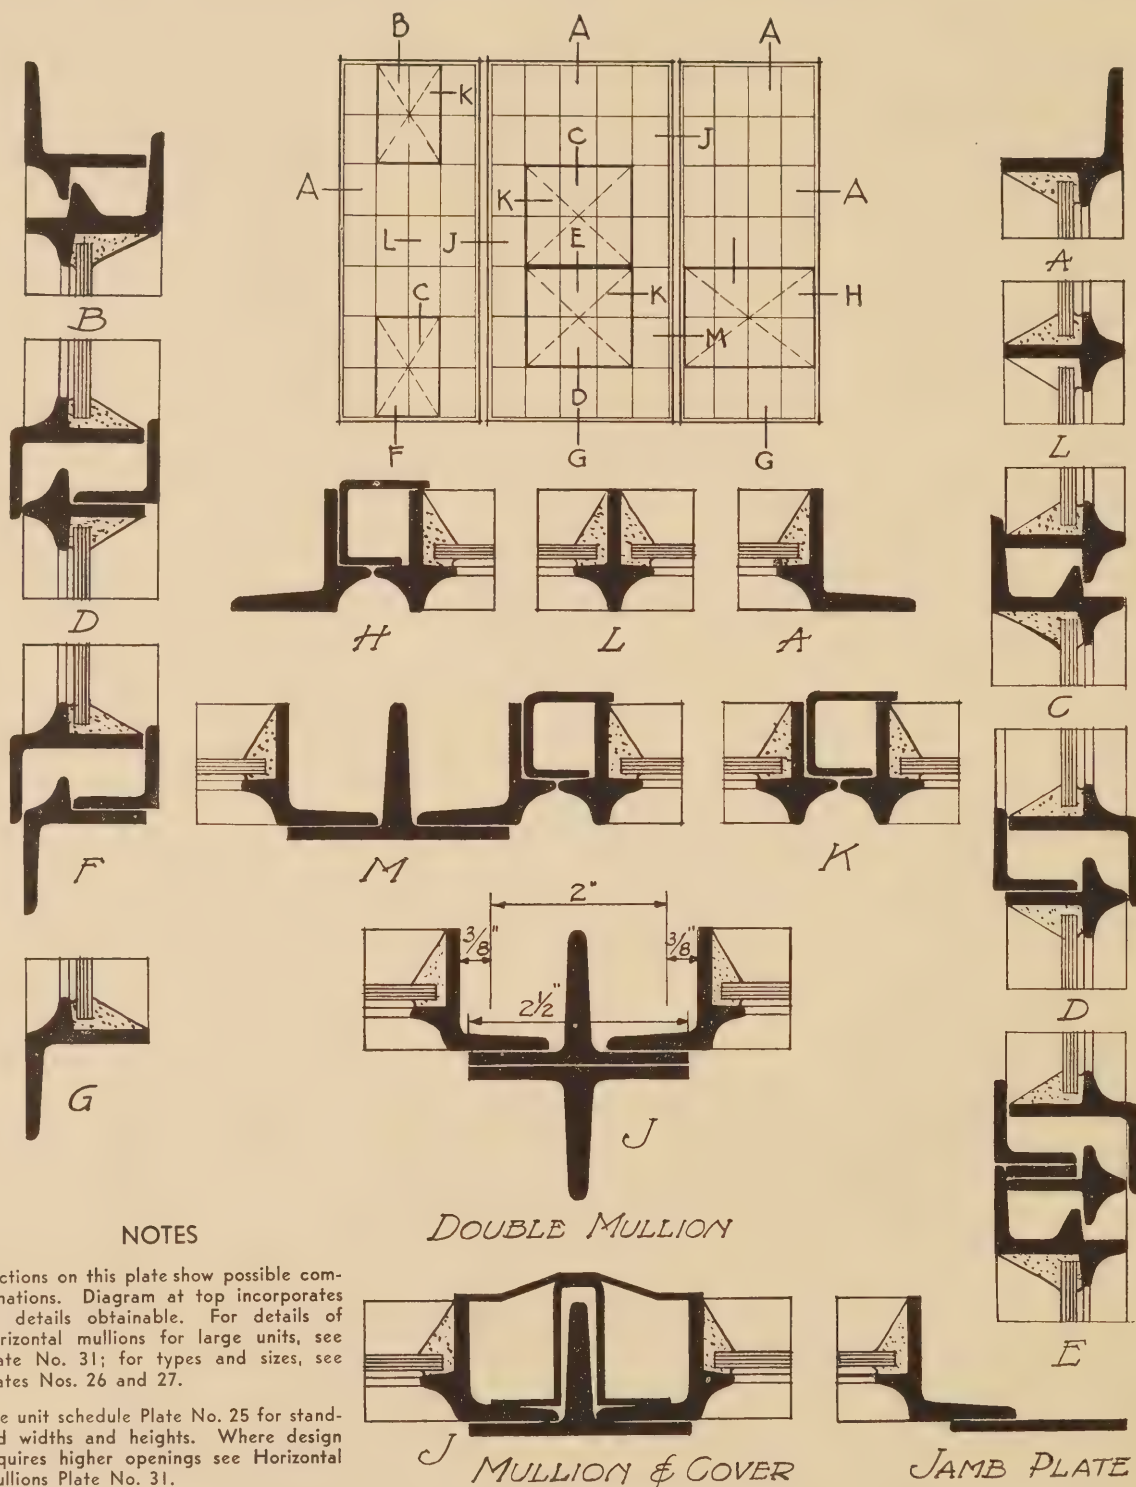 B
A
A
K
C
J
A
K
A
L
J
E
C
K
H
M
D
F
G
G
B
A
D
L
H
L
A
C
F
M
K
2"
3/8"
3/8"
2½"
G
D
J
DOUBLE MULLION
E
NOTES
ctions on this plate show possible com-
nations. Diagram at top incorporates
details obtainable. For details of
rizontal mullions for large units, see
ate No. 31; for types and sizes, see
ates Nos. 26 and 27.
e unit schedule Plate No. 25 for stand-
d widths and heights. Where design
quires higher openings see Horizontal
ullions Plate No. 31.
J
MULLION & COVER
JAMB PLATE